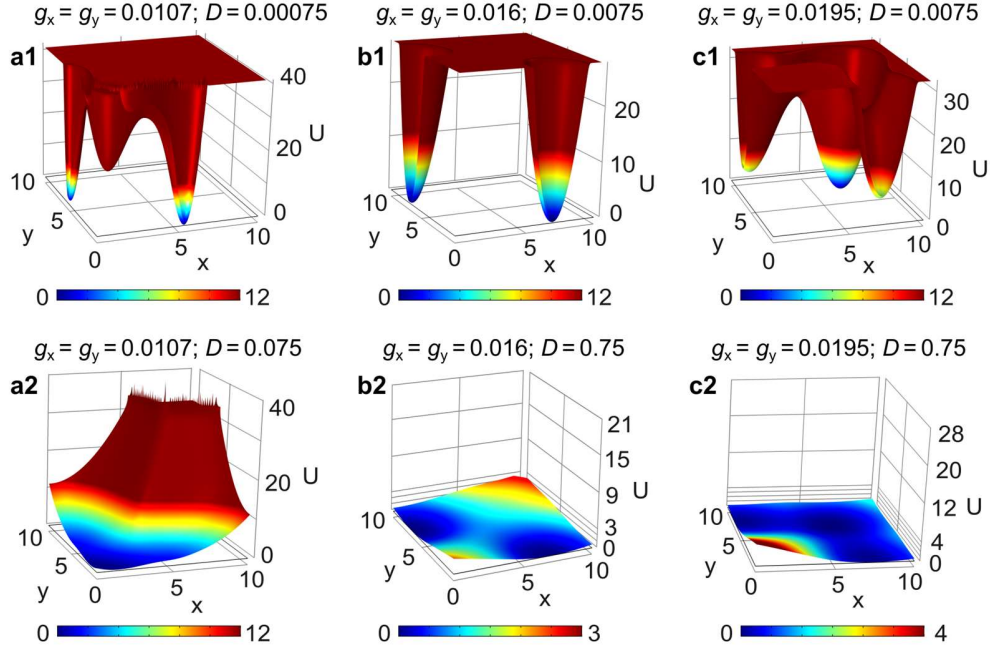 gx = gy = 0.0107; D = 0.00075
gx = gy = 0.016; D = 0.0075
gx = gy = 0.0195; D = 0.0075
a1
40
U
20
0
10
5
y
0
5
10
x
0 12
b1
20
10
U
0
10
5
y
0
5
10
x
0 12
c1
30
20
U
10
0
10
5
y
0
5
10
x
0 12
gx = gy = 0.0107; D = 0.075
gx = gy = 0.016; D = 0.75
gx = gy = 0.0195; D = 0.75
a2
40
20
U
0
10
5
y
0
5
10
x
0 12
b2
21
15
9
U
3
0
10
5
y
0
5
10
x
0 3
c2
28
20
12
U
4
0
10
5
y
0
5
10
x
0 4